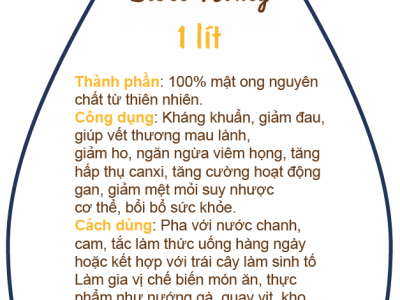 1 lít
Thành phần: 100% mật ong nguyên
chất từ thiên nhiên.
Công dụng: Kháng khuẩn, giảm đau,
giúp vết thương mau lành,
giảm ho, ngăn ngừa viêm họng, tăng
hấp thụ canxi, tăng cường hoạt động
gan, giảm mệt mỏi suy nhược
cơ thể, bồi bổ sức khỏe.
Cách dùng: Pha với nước chanh,
cam, tắc làm thức uống hàng ngày
hoặc kết hợp với trái cây làm sinh tố
Làm gia vị chế biến món ăn, thực
phẩm như nướng gà, quay vịt, kho